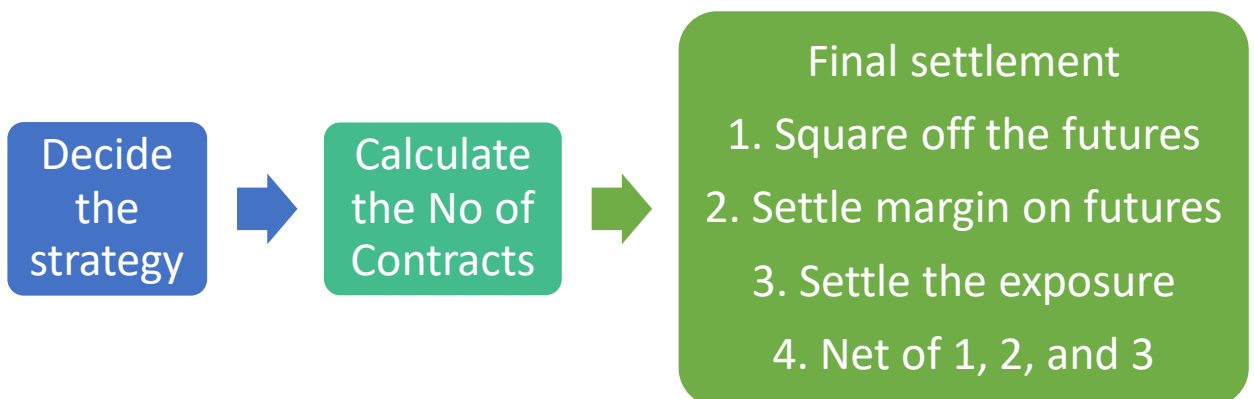 Decide
the
strategy
Calculate
the No of
Contracts
Final settlement
1. Square off the futures
2. Settle margin on futures
3. Settle the exposure
4. Net of 1, 2, and 3